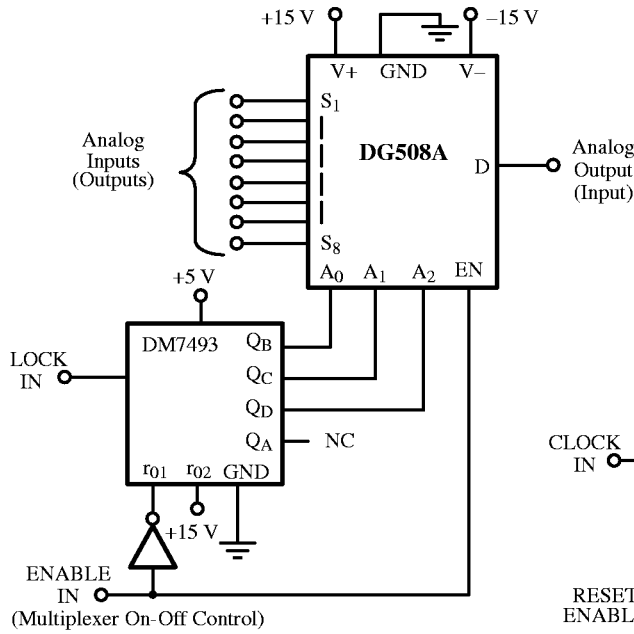 +15 V
–15 V
V+ GND V–
S1
Analog
Inputs
(Outputs)
DG508A
D
Analog
Output
(Input)
S8
A0 A1 A2 EN
+5 V
DM7493
QB
LOCK
IN
QC
QD
QA NC
r01 r02 GND
+15 V
CLOCK
IN
ENABLE
IN
(Multiplexer On-Off Control)
RESET
ENABL